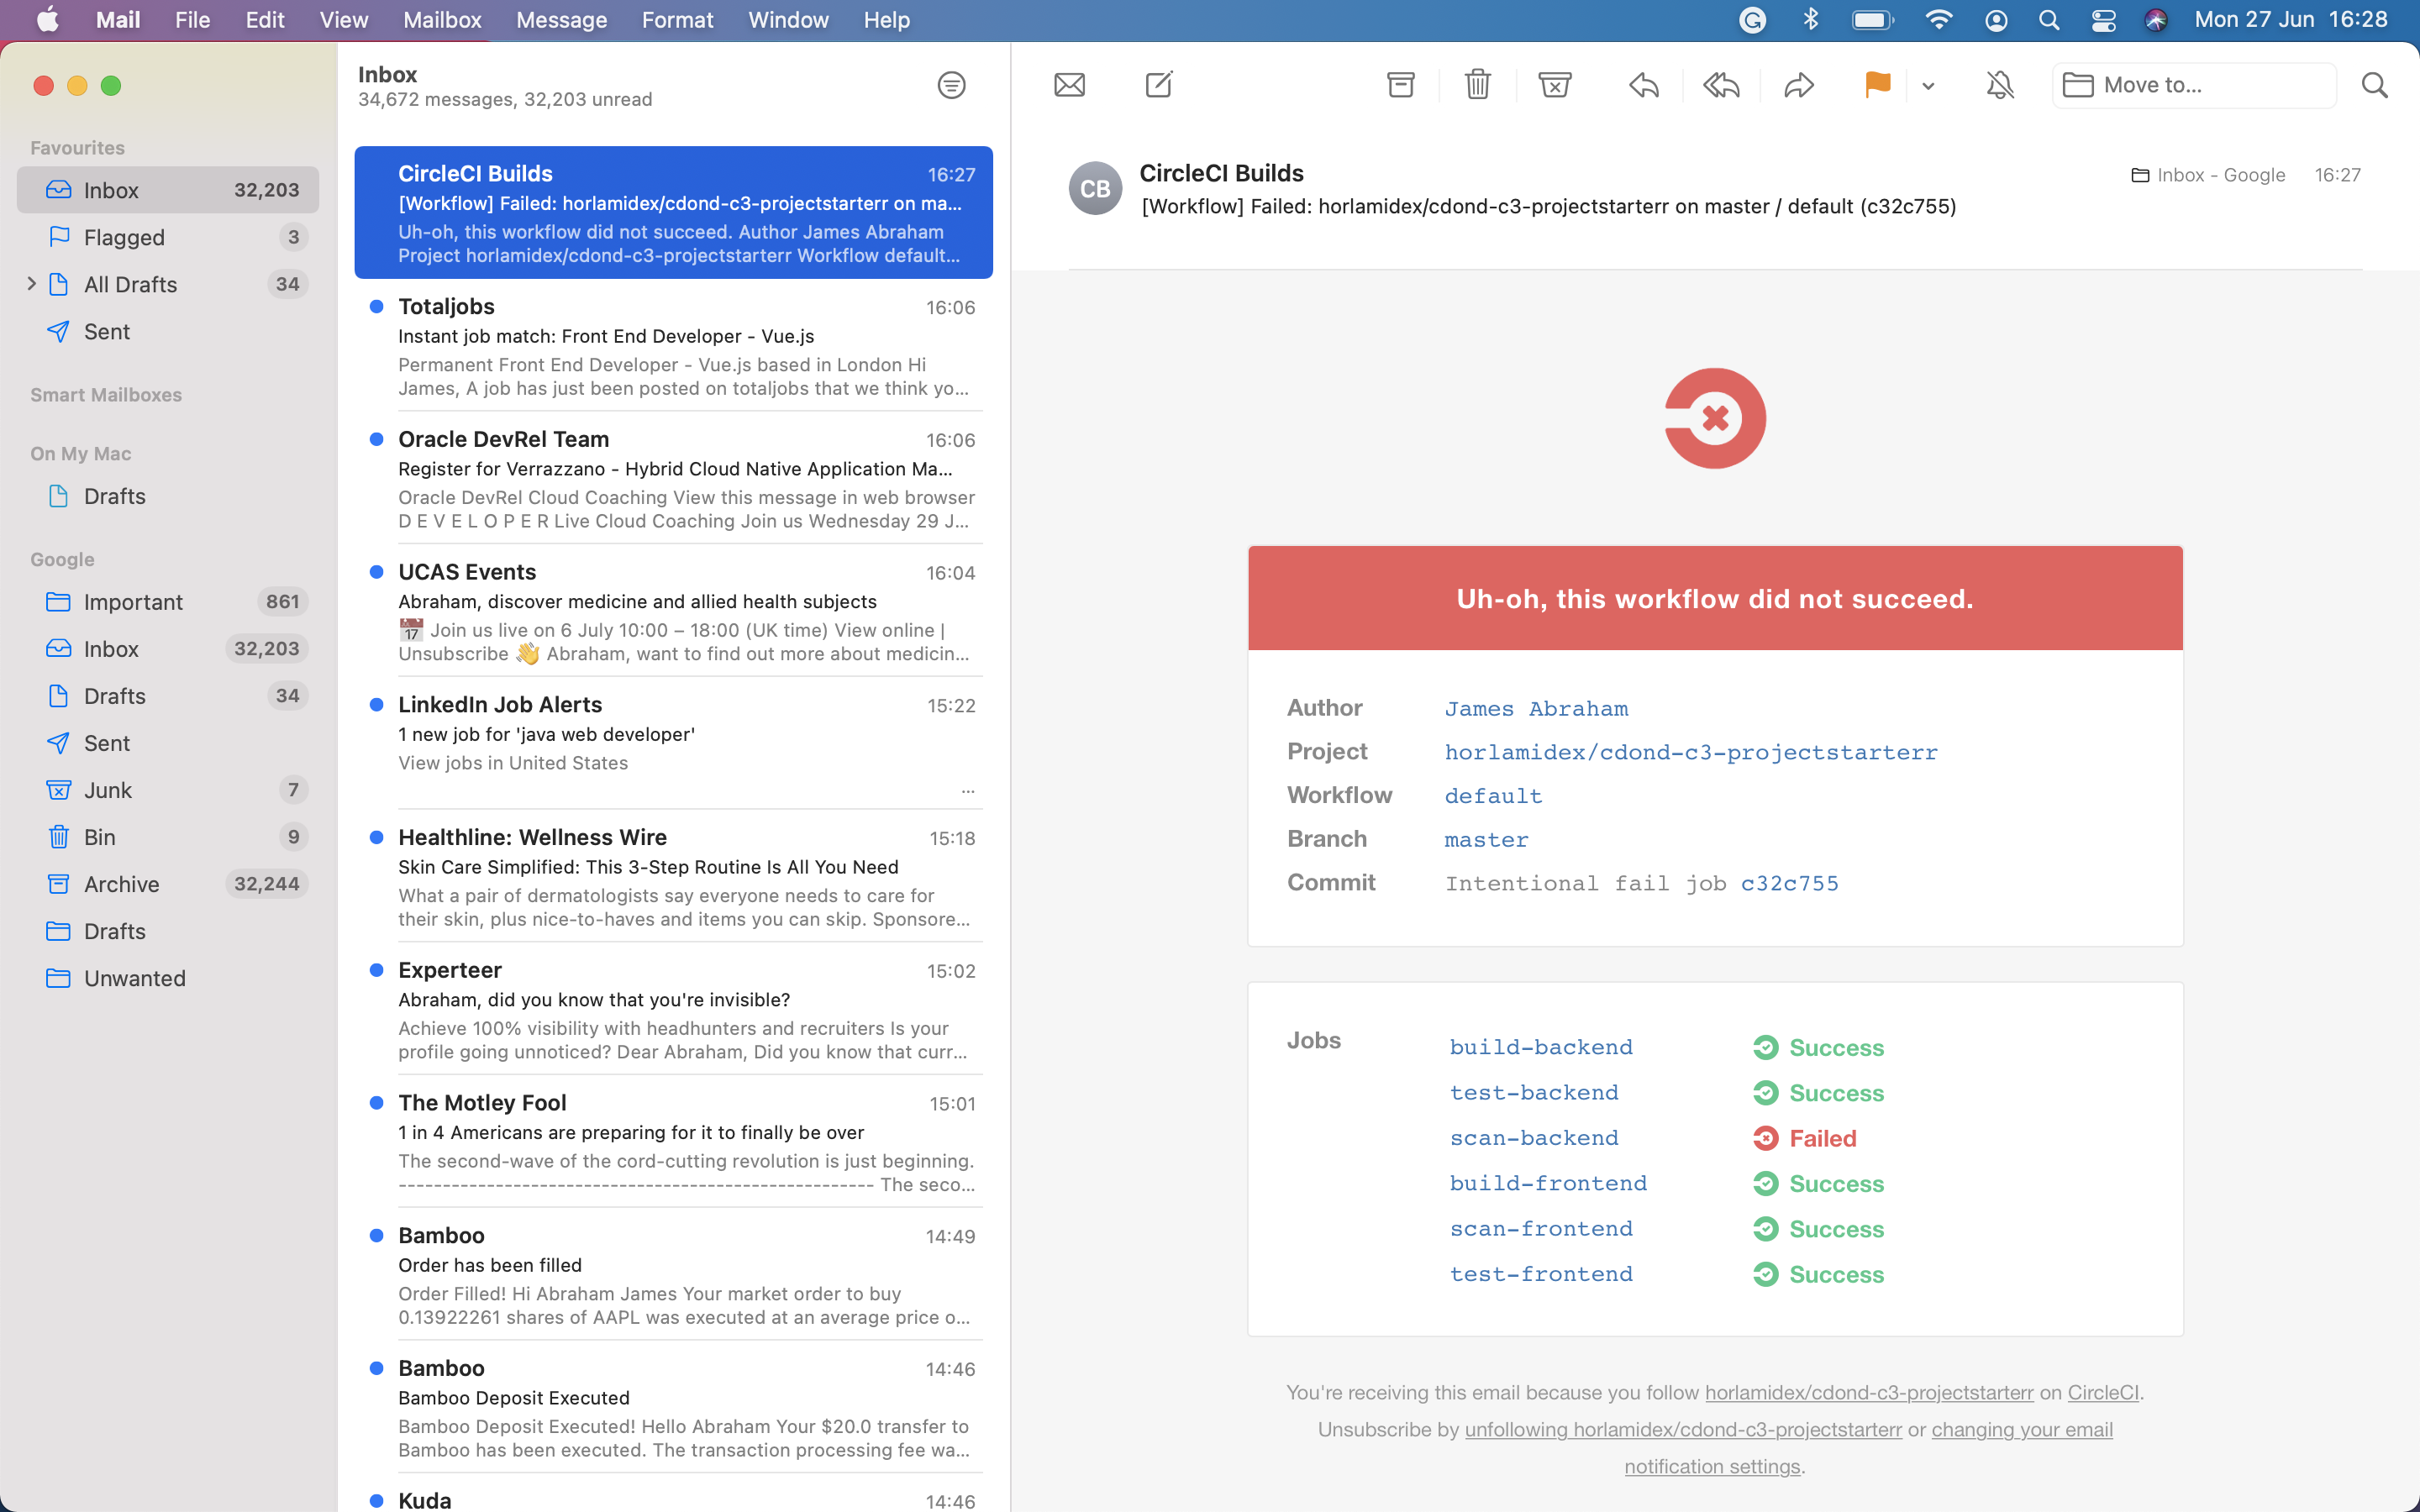 Mail File Edit View Mailbox Message Format Window Help
Mon 27 Jun 16:28
Favourites
Inbox 32,203
Flagged 3
All Drafts 34
Sent
Smart Mailboxes
On My Mac
Drafts
Google
Important 861
Inbox 32,203
Drafts 34
Sent
Junk 7
Bin 9
Archive 32,244
Drafts
Unwanted
Inbox
34,672 messages, 32,203 unread
CircleCI Builds 16:27
[Workflow] Failed: horlamidex/cdond-c3-projectstarterr on ma...
Uh-oh, this workflow did not succeed. Author James Abraham
Project horlamidex/cdond-c3-projectstarterr Workflow default...
Totaljobs 16:06
Instant job match: Front End Developer - Vue.js
Permanent Front End Developer - Vue.js based in London Hi
James, A job has just been posted on totaljobs that we think yo...
Oracle DevRel Team 16:06
Register for Verrazzano - Hybrid Cloud Native Application Ma...
Oracle DevRel Cloud Coaching View this message in web browser
D E V E L O P E R Live Cloud Coaching Join us Wednesday 29 J...
UCAS Events 16:04
Abraham, discover medicine and allied health subjects
📅 Join us live on 6 July 10:00 – 18:00 (UK time) View online |
Unsubscribe 👋 Abraham, want to find out more about medicin...
LinkedIn Job Alerts 15:22
1 new job for 'java web developer'
View jobs in United States
...
Healthline: Wellness Wire 15:18
Skin Care Simplified: This 3-Step Routine Is All You Need
What a pair of dermatologists say everyone needs to care for
their skin, plus nice-to-haves and items you can skip. Sponsore...
Experteer 15:02
Abraham, did you know that you're invisible?
Achieve 100% visibility with headhunters and recruiters Is your
profile going unnoticed? Dear Abraham, Did you know that curr...
The Motley Fool 15:01
1 in 4 Americans are preparing for it to finally be over
The second-wave of the cord-cutting revolution is just beginning.
------------------------------------------------------ The seco...
Bamboo 14:49
Order has been filled
Order Filled! Hi Abraham James Your market order to buy
0.13922261 shares of AAPL was executed at an average price o...
Bamboo 14:46
Bamboo Deposit Executed
Bamboo Deposit Executed! Hello Abraham Your $20.0 transfer to
Bamboo has been executed. The transaction processing fee wa...
Kuda 14:46
Move to...
CB
CircleCI Builds
Inbox - Google 16:27
[Workflow] Failed: horlamidex/cdond-c3-projectstarterr on master / default (c32c755)
Uh-oh, this workflow did not succeed.
Author James Abraham
Project horlamidex/cdond-c3-projectstarterr
Workflow default
Branch master
Commit Intentional fail job c32c755
Jobs
build-backend Success
test-backend Success
scan-backend Failed
build-frontend Success
scan-frontend Success
test-frontend Success
You're receiving this email because you follow horlamidex/cdond-c3-projectstarterr on CircleCI.
Unsubscribe by unfollowing horlamidex/cdond-c3-projectstarterr or changing your email
notification settings.